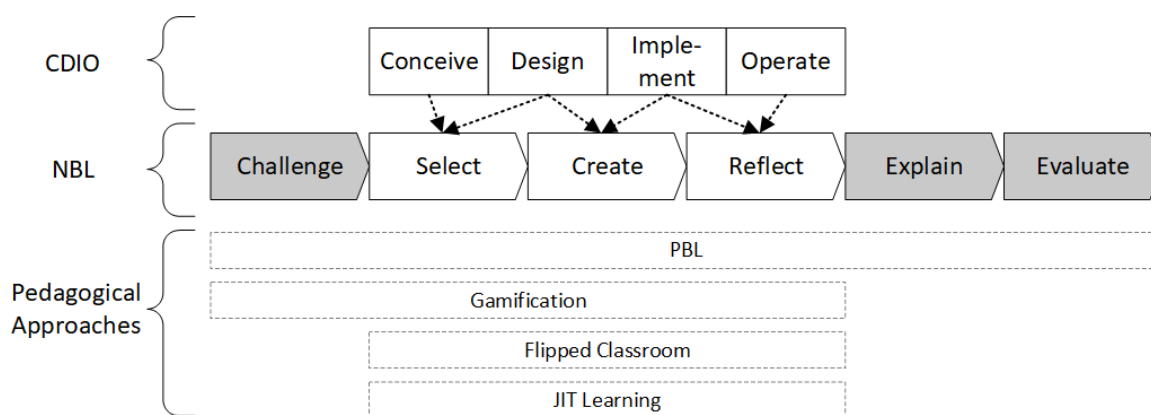 CDIO
Conceive
Design
Imple-
ment
Operate
NBL
Challenge
Select
Create
Reflect
Explain
Evaluate
Pedagogical
Approaches
PBL
Gamification
Flipped Classroom
JIT Learning